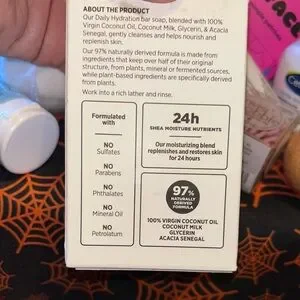 ABOUT THE PRODUCT
Our Daily Hydration bar soap, blended with 100%
Virgin Coconut Oil, Coconut Milk, Glycerin, & Acacia
Senegal, gently cleanses and helps nourish and
replenish skin.
Our 97% naturally derived formula is made from
ingredients that keep over half of their original
structure, from plants, mineral or fermented sources,
while plant-based ingredients are specifically derived
from plants.
Work into a rich lather and rinse.
Formulated
with
NO
Sulfates
NO
Parabens
NO
Phthalates
NO
Mineral Oil
NO
Petrolatum
24h
SHEA MOISTURE NUTRIENTS
Our moisturizing blend
replenishes and restores skin
for 24 hours
97%
NATURALLY
DERIVED
FORMULA
100% VIRGIN COCONUT OIL
COCONUT MILK
GLYCERIN
ACACIA SENEGAL